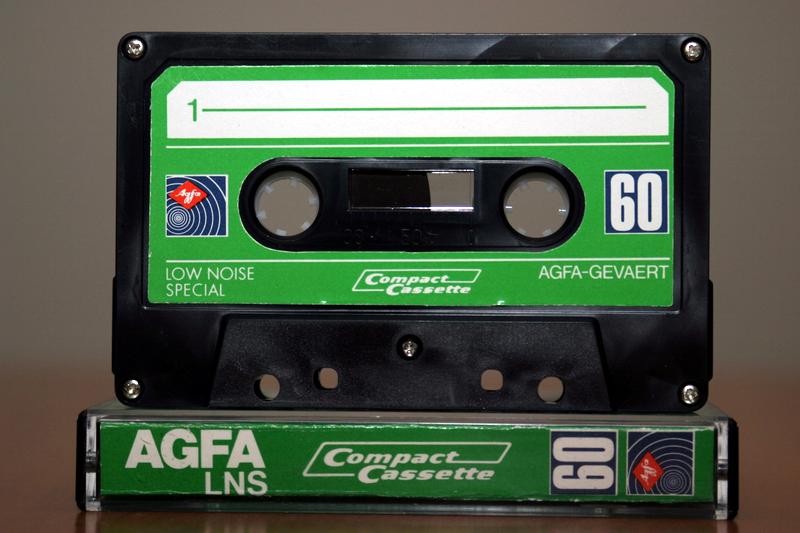 1
Agfa
60
LOW NOISE
SPECIAL
Compact
Cassette
AGFA-GEVAERT
AGFA
LNS
Compact
Cassette
60
Agfa